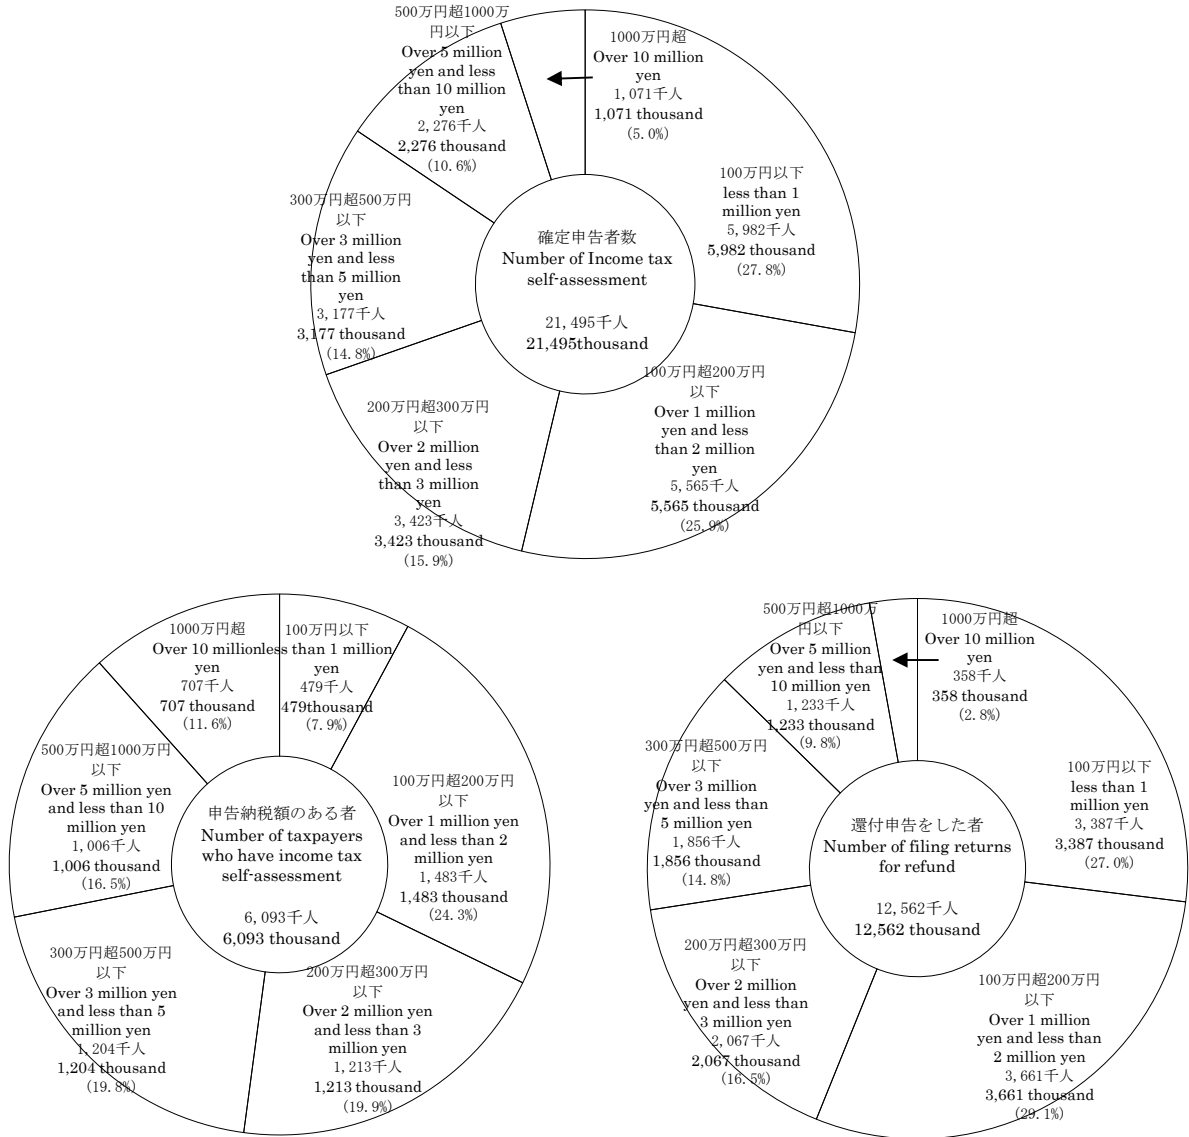 500万円超1000万
円以下
Over 5 million
yen and less
than 10 million
yen
2,276千人
2,276 thousand
(10.6%)
1000万円超
Over 10 million
yen
1,071千人
1,071 thousand
(5.0%)
100万円以下
less than 1
million yen
5,982千人
5,982 thousand
(27.8%)
300万円超500万円
以下
Over 3 million
yen and less
than 5 million
yen
3,177千人
3,177 thousand
(14.8%)
確定申告者数
Number of Income tax
self-assessment
21,495千人
21,495thousand
100万円超200万円
以下
Over 1 million
yen and less
than 2 million
yen
5,565千人
5,565 thousand
(25.9%)
200万円超300万円
以下
Over 2 million
yen and less
than 3 million
yen
3,423千人
3,423 thousand
(15.9%)
1000万円超
Over 10 million
yen
707千人
707 thousand
(11.6%)
100万円以下
less than 1 million
yen
479千人
479thousand
(7.9%)
500万円超1000万円
以下
Over 5 million yen
and less than 10
million yen
1,006千人
1,006 thousand
(16.5%)
100万円超200万円
以下
Over 1 million yen
and less than 2
million yen
1,483千人
1,483 thousand
(24.3%)
申告納税額のある者
Number of taxpayers
who have income tax
self-assessment
6,093千人
6,093 thousand
300万円超500万円
以下
Over 3 million yen
and less than 5
million yen
1,204千人
1,204 thousand
(19.8%)
200万円超300万円
以下
Over 2 million yen
and less than 3
million yen
1,213千人
1,213 thousand
(19.9%)
500万円超1000万
円以下
Over 5 million
yen and less than
10 million yen
1,233千人
1,233 thousand
(9.8%)
1000万円超
Over 10 million
yen
358千人
358 thousand
(2.8%)
300万円超500万円
以下
Over 3 million
yen and less than
5 million yen
1,856千人
1,856 thousand
(14.8%)
100万円以下
less than 1
million yen
3,387千人
3,387 thousand
(27.0%)
還付申告をした者
Number of filing returns
for refund
12,562千人
12,562 thousand
200万円超300万円
以下
Over 2 million
yen and less than
3 million yen
2,067千人
2,067 thousand
(16.5%)
100万円超200万円
以下
Over 1 million
yen and less than
2 million yen
3,661千人
3,661 thousand
(29.1%)